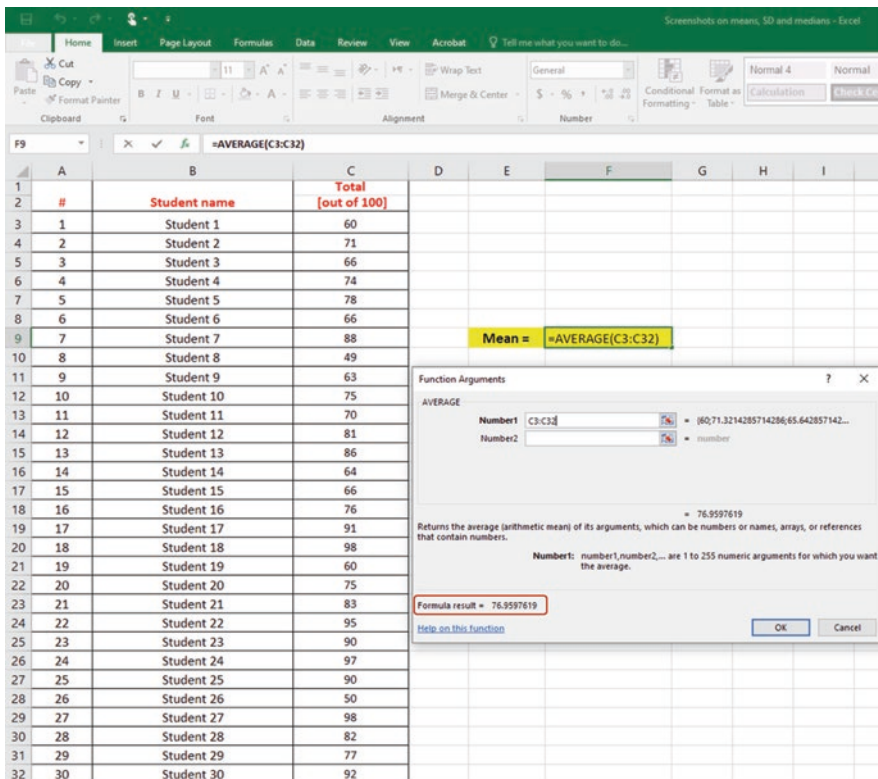 Screenshots on means, SD and medians - Excel
Home Insert Page Layout Formulas Data Review View Acrobat Tell me what you want to do...
Cut
Copy
Format Painter
Paste
11 A A
B I U A
Wrap Text
Merge & Center
General
$ - % ,
Conditional Formatting
Format as Table
Normal 4 Normal
Calculation
Clipboard Font Alignment Number
F9 fx =AVERAGE(C3:C32)
A B C D E F G H I
1 Total
2 # Student name [out of 100]
3 1 Student 1 60
4 2 Student 2 71
5 3 Student 3 66
6 4 Student 4 74
7 5 Student 5 78
8 6 Student 6 66
9 7 Student 7 88 Mean = =AVERAGE(C3:C32)
10 8 Student 8 49
11 9 Student 9 63
12 10 Student 10 75
13 11 Student 11 70
14 12 Student 12 81
15 13 Student 13 86
16 14 Student 14 64
17 15 Student 15 66
18 16 Student 16 76
19 17 Student 17 91
20 18 Student 18 98
21 19 Student 19 60
22 20 Student 20 75
23 21 Student 21 83
24 22 Student 22 95
25 23 Student 23 90
26 24 Student 24 97
27 25 Student 25 90
28 26 Student 26 50
29 27 Student 27 98
30 28 Student 28 82
31 29 Student 29 77
32 30 Student 30 92
Function Arguments ? ×
AVERAGE
Number1 C3:C32 = {60;71.3214285714286;65.642857142...
Number2 = number
= 76.9597619
Returns the average (arithmetic mean) of its arguments, which can be numbers or names, arrays, or references
that contain numbers.
Number1: number1,number2,... are 1 to 255 numeric arguments for which you want
the average.
Formula result = 76.9597619
Help on this function OK Cancel